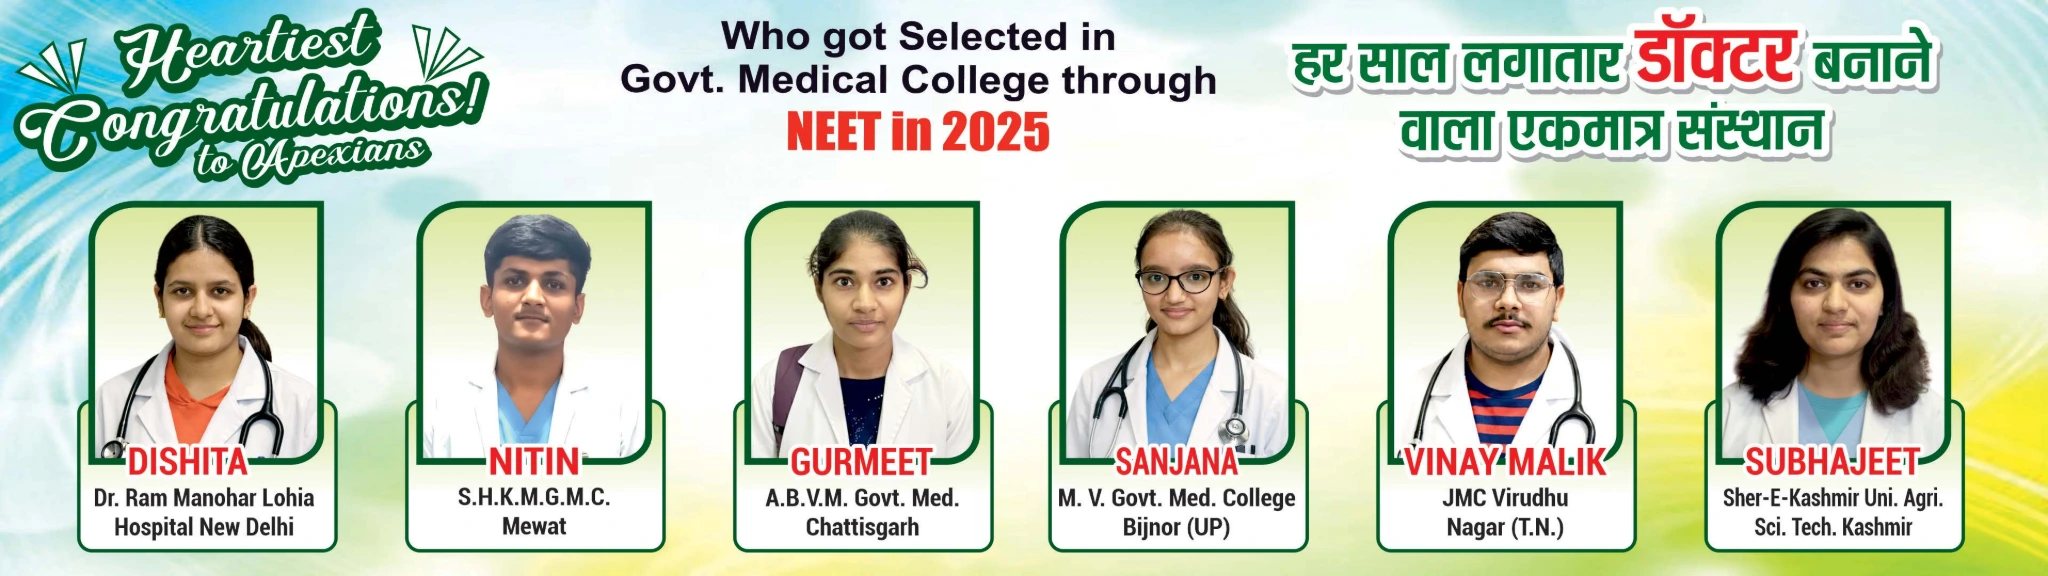 Heartiest
Congratulations!
to Apexians
Who got Selected in
Govt. Medical College through
NEET in 2025
हर साल लगातार डॉक्टर बनाने
वाला एकमात्र संस्थान
DISHITA
Dr. Ram Manohar Lohia
Hospital New Delhi
NITIN
S.H.K.M.G.M.C.
Mewat
GURMEET
A.B.V.M. Govt. Med.
Chattisgarh
SANJANA
M. V. Govt. Med. College
Bijnor (UP)
VINAY MALIK
JMC Virudhu
Nagar (T.N.)
SUBHAJEET
Sher-E-Kashmir Uni. Agri.
Sci. Tech. Kashmir